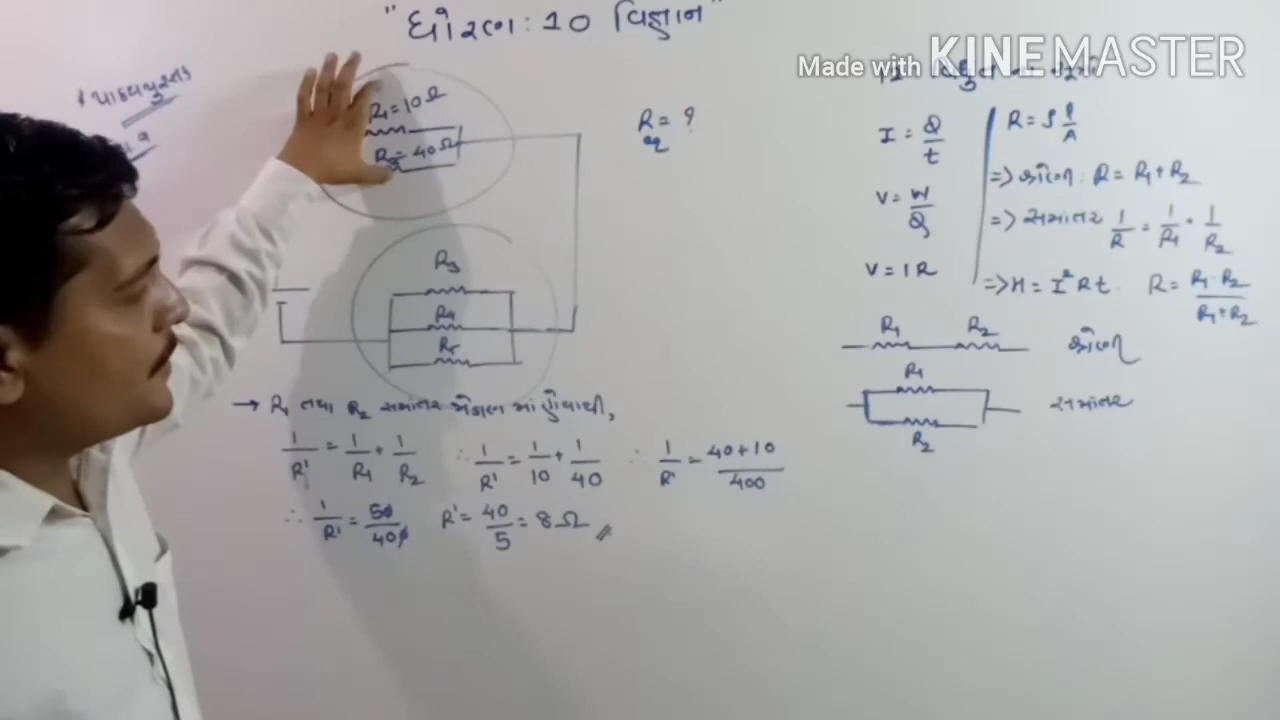 "ધોરણ : 10 વિજ્ઞાન"
Made with KINEMASTER
પાઠ્યપુસ્તક
R₁ = 10 Ω
R₂ = 40 Ω
R = ?
R₃
R₄
R₅
I = Q/t
V = W/Q
V = IR
R = ρ l/A
=> શ્રેણી : R = R₁ + R₂
=> સમાંતર 1/R = 1/R₁ + 1/R₂
=> H = I² R t R = R₁ · R₂ / R₁ + R₂
R₁ R₂ શ્રેણી
R₁
સમાંતર
R₂
→ R₁ તથા R₂ સમાંતર જોડાણ માં હોવાથી,
1/R' = 1/R₁ + 1/R₂ ∴ 1/R' = 1/10 + 1/40 ∴ 1/R' = 40 + 10 / 400
∴ 1/R' = 50/400 R' = 40/5 = 8 Ω